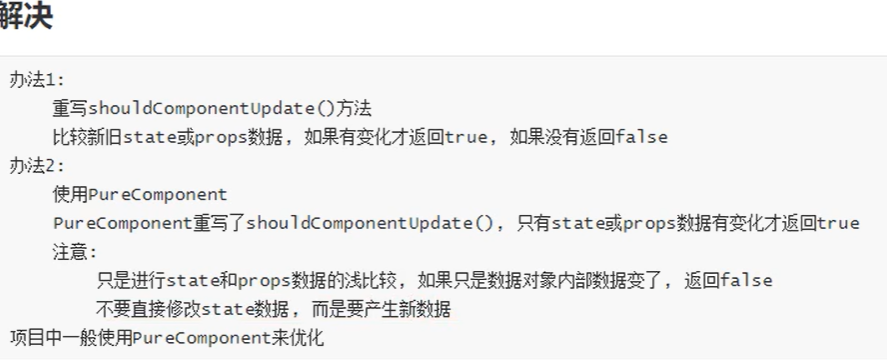 解决
办法1:
重写shouldComponentUpdate()方法
比较新旧state或props数据, 如果有变化才返回true, 如果没有返回false
办法2:
使用PureComponent
PureComponent重写了shouldComponentUpdate(), 只有state或props数据有变化才返回true
注意:
只是进行state和props数据的浅比较, 如果只是数据对象内部数据变了, 返回false
不要直接修改state数据, 而是要产生新数据
项目中一般使用PureComponent来优化